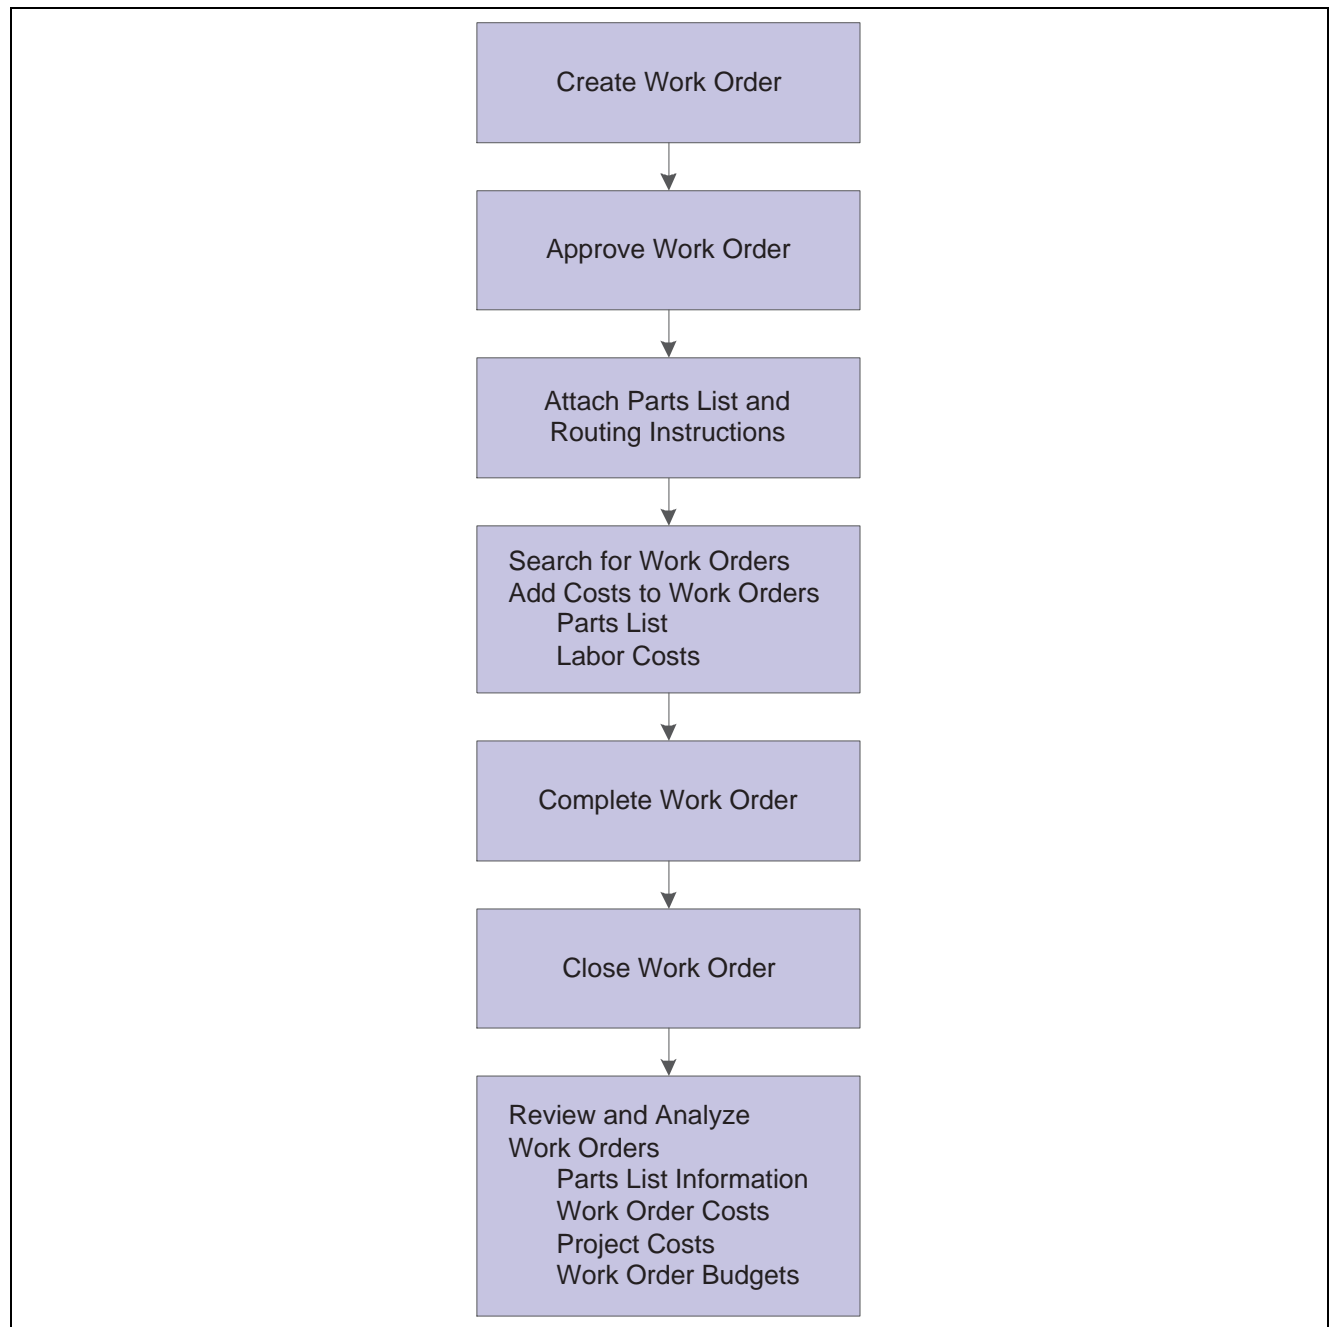 Create Work Order
Approve Work Order
Attach Parts List and
Routing Instructions
Search for Work Orders
Add Costs to Work Orders
Parts List
Labor Costs
Complete Work Order
Close Work Order
Review and Analyze
Work Orders
Parts List Information
Work Order Costs
Project Costs
Work Order Budgets